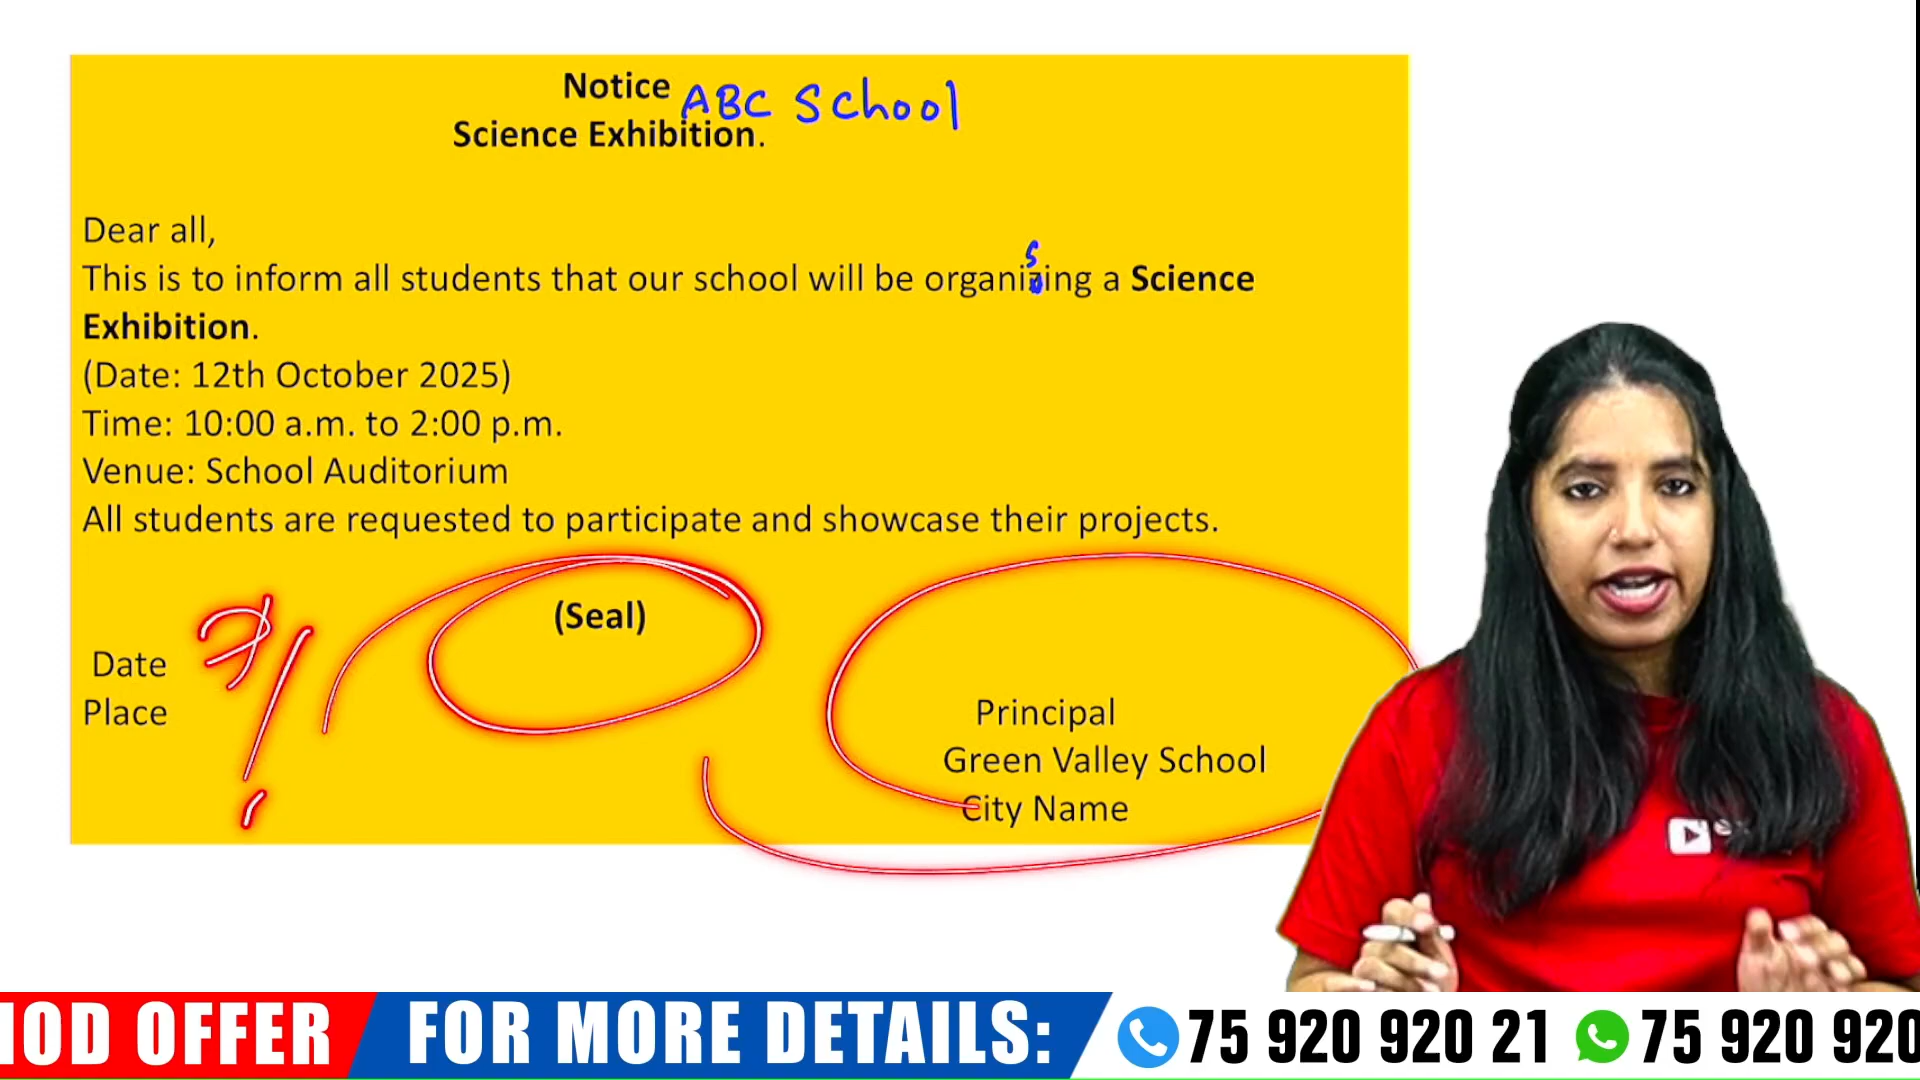 Notice
ABC School
Science Exhibition.
Dear all,
This is to inform all students that our school will be organising a Science
Exhibition.
(Date: 12th October 2025)
Time: 10:00 a.m. to 2:00 p.m.
Venue: School Auditorium
All students are requested to participate and showcase their projects.
(Seal)
Date
Place
Principal
Green Valley School
City Name
IOD OFFER FOR MORE DETAILS: 75 920 920 21 75 920 920